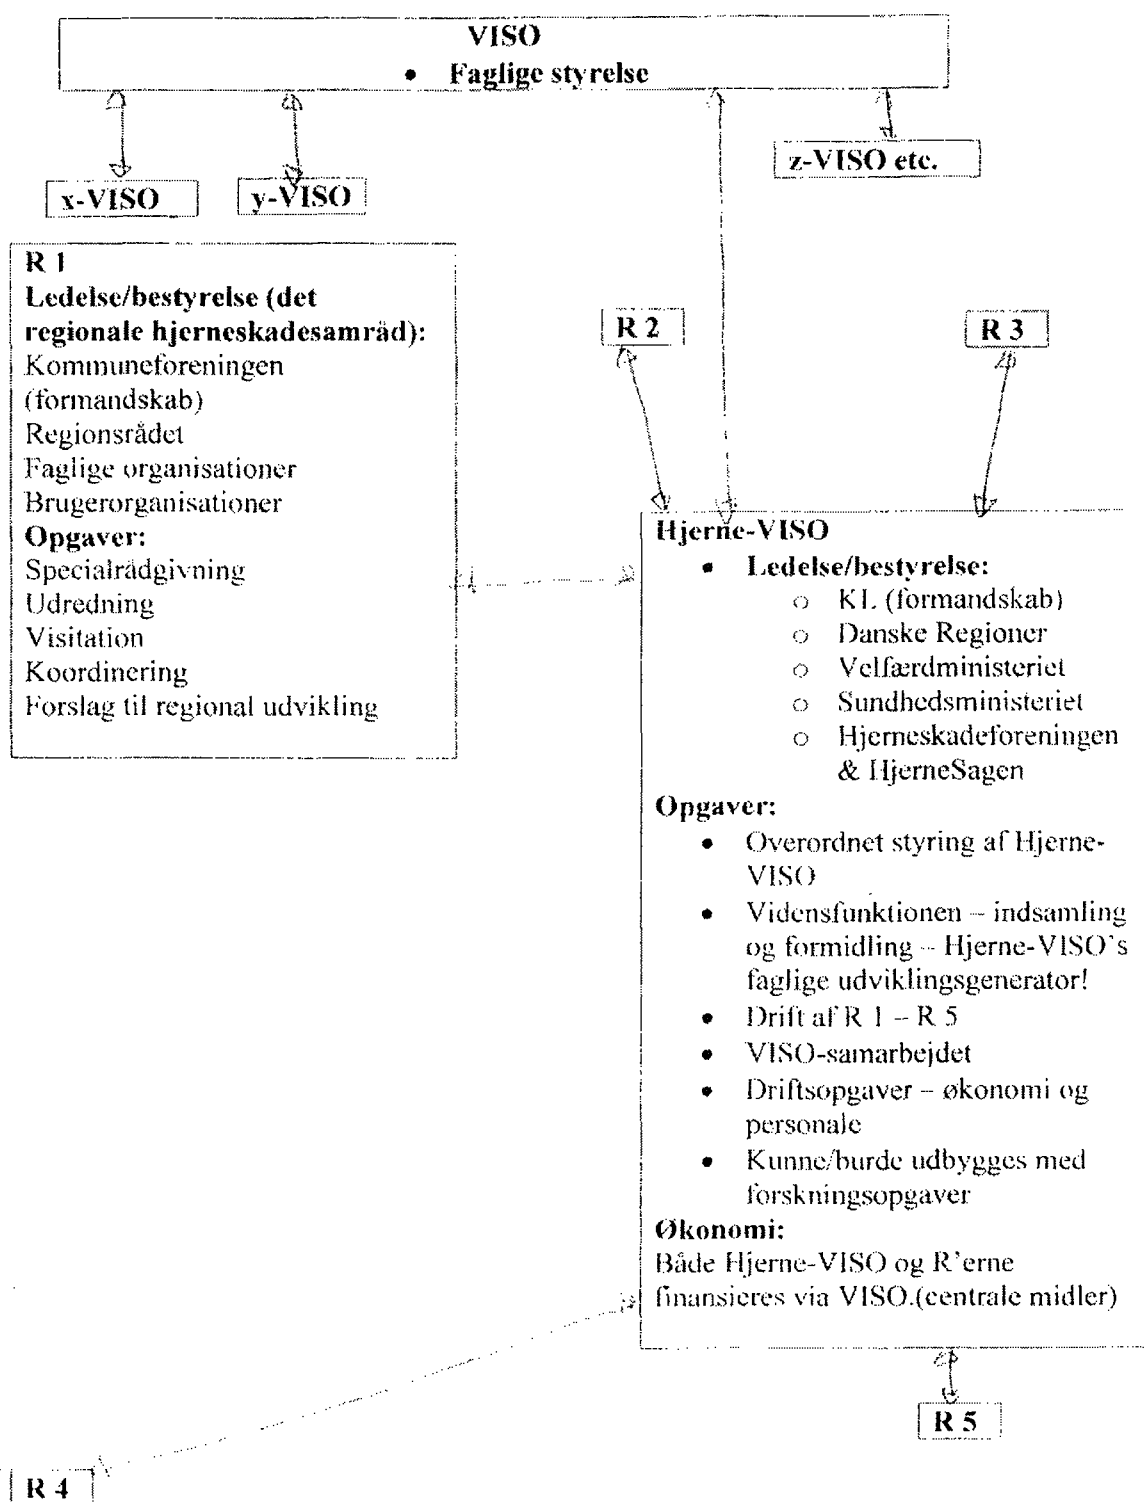 VISO
• Faglige styrelse
z-VISO etc.
x-VISO
y-VISO
R 1
Ledelse/bestyrelse (det
regionale hjerneskadesamråd):
Kommuneforeningen
(formandskab)
Regionsrådet
Faglige organisationer
Brugerorganisationer
Opgaver:
Specialrådgivning
Udredning
Visitation
Koordinering
Forslag til regional udvikling
R 2
R 3
Hjerne-VISO
• Ledelse/bestyrelse:
○ KL (formandskab)
○ Danske Regioner
○ Velfærdministeriet
○ Sundhedsministeriet
○ Hjerneskadeforeningen
& HjerneSagen
Opgaver:
• Overordnet styring af Hjerne-
VISO
• Vidensfunktionen – indsamling
og formidling – Hjerne-VISO's
faglige udviklingsgenerator!
• Drift af R 1 – R 5
• VISO-samarbejdet
• Driftsopgaver – økonomi og
personale
• Kunne/burde udbygges med
forskningsopgaver
Økonomi:
Både Hjerne-VISO og R'erne
finansieres via VISO.(centrale midler)
R 5
R 4